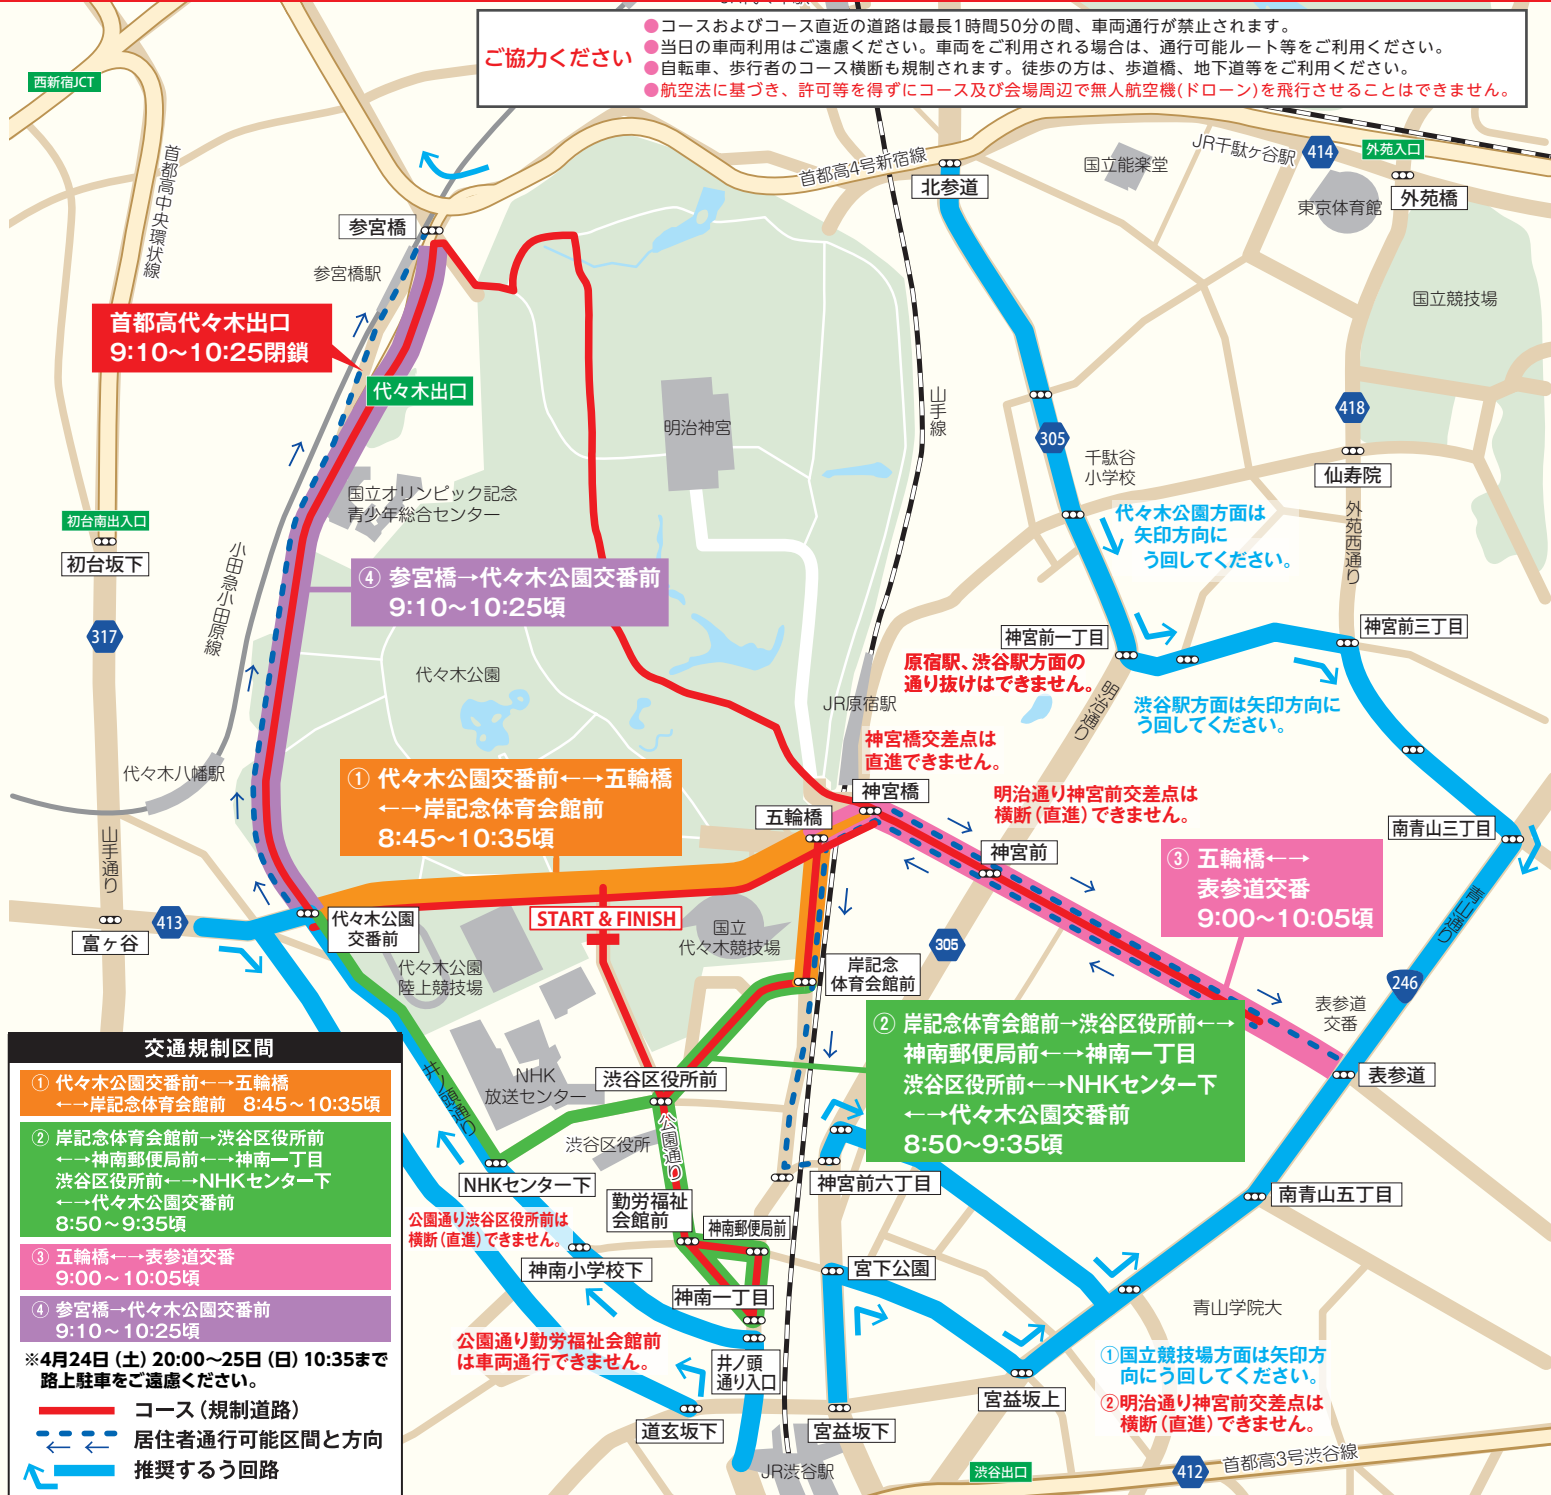 ご協力ください
●コースおよびコース直近の道路は最長1時間50分の間、車両通行が禁止されます。
●当日の車両利用はご遠慮ください。車両をご利用される場合は、通行可能ルート等をご利用ください。
●自転車、歩行者のコース横断も規制されます。徒歩の方は、歩道橋、地下道等をご利用ください。
●航空法に基づき、許可等を得ずにコース及び会場周辺で無人航空機(ドローン)を飛行させることはできません。
西新宿JCT
首都高中央環状線
首都高4号新宿線
北参道
国立能楽堂
JR千駄ケ谷駅
414
外苑入口
外苑橋
東京体育館
参宮橋
参宮橋駅
国立競技場
首都高代々木出口
9:10〜10:25閉鎖
代々木出口
明治神宮
山手線
305
418
千駄谷
小学校
仙寿院
外苑西通り
国立オリンピック記念
青少年総合センター
初台南出入口
初台坂下
小田急小田原線
317
代々木公園方面は
矢印方向に
う回してください。
④ 参宮橋→代々木公園交番前
9:10〜10:25頃
神宮前一丁目
神宮前三丁目
代々木公園
原宿駅、渋谷駅方面の
通り抜けはできません。
JR原宿駅
明治通り
渋谷駅方面は矢印方向に
う回してください。
神宮橋交差点は
直進できません。
代々木八幡駅
① 代々木公園交番前←→五輪橋
←→岸記念体育会館前
8:45〜10:35頃
神宮橋
五輪橋
明治通り神宮前交差点は
横断(直進)できません。
南青山三丁目
山手通り
神宮前
③ 五輪橋←→
表参道交番
9:00〜10:05頃
青山通り
富ヶ谷
413
代々木公園
交番前
START & FINISH
国立
代々木競技場
305
代々木公園
陸上競技場
岸記念
体育会館前
246
表参道
交番
② 岸記念体育会館前→渋谷区役所前←→
神南郵便局前←→神南一丁目
渋谷区役所前←→NHKセンター下
←→代々木公園交番前
8:50〜9:35頃
NHK
放送センター
渋谷区役所前
表参道
井ノ頭通り
公園通り
渋谷区役所
NHKセンター下
勤労福祉
会館前
神宮前六丁目
南青山五丁目
公園通り渋谷区役所前は
横断(直進)できません。
神南郵便局前
神南小学校下
宮下公園
神南一丁目
青山学院大
公園通り勤労福祉会館前
は車両通行できません。
井ノ頭
通り入口
①国立競技場方面は矢印方
向にう回してください。
②明治通り神宮前交差点は
横断(直進)できません。
宮益坂上
道玄坂下
宮益坂下
JR渋谷駅
渋谷出口
412
首都高3号渋谷線
交通規制区間
① 代々木公園交番前←→五輪橋
←→岸記念体育会館前 8:45〜10:35頃
② 岸記念体育会館前→渋谷区役所前
←→神南郵便局前←→神南一丁目
渋谷区役所前←→NHKセンター下
←→代々木公園交番前
8:50〜9:35頃
③ 五輪橋←→表参道交番
9:00〜10:05頃
④ 参宮橋→代々木公園交番前
9:10〜10:25頃
※4月24日 (土) 20:00〜25日 (日) 10:35まで
路上駐車をご遠慮ください。
コース (規制道路)
居住者通行可能区間と方向
推奨するう回路